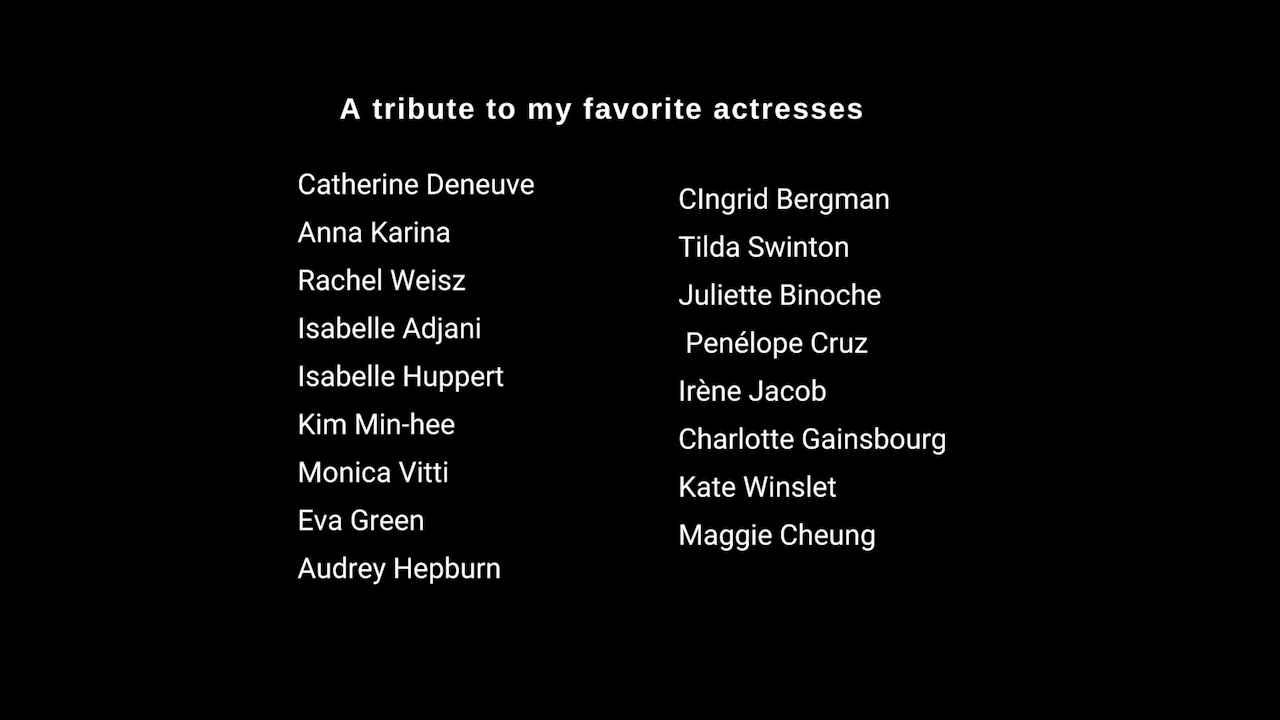 A tribute to my favorite actresses
Catherine Deneuve
Anna Karina
Rachel Weisz
Isabelle Adjani
Isabelle Huppert
Kim Min-hee
Monica Vitti
Eva Green
Audrey Hepburn
CIngrid Bergman
Tilda Swinton
Juliette Binoche
Penélope Cruz
Irène Jacob
Charlotte Gainsbourg
Kate Winslet
Maggie Cheung